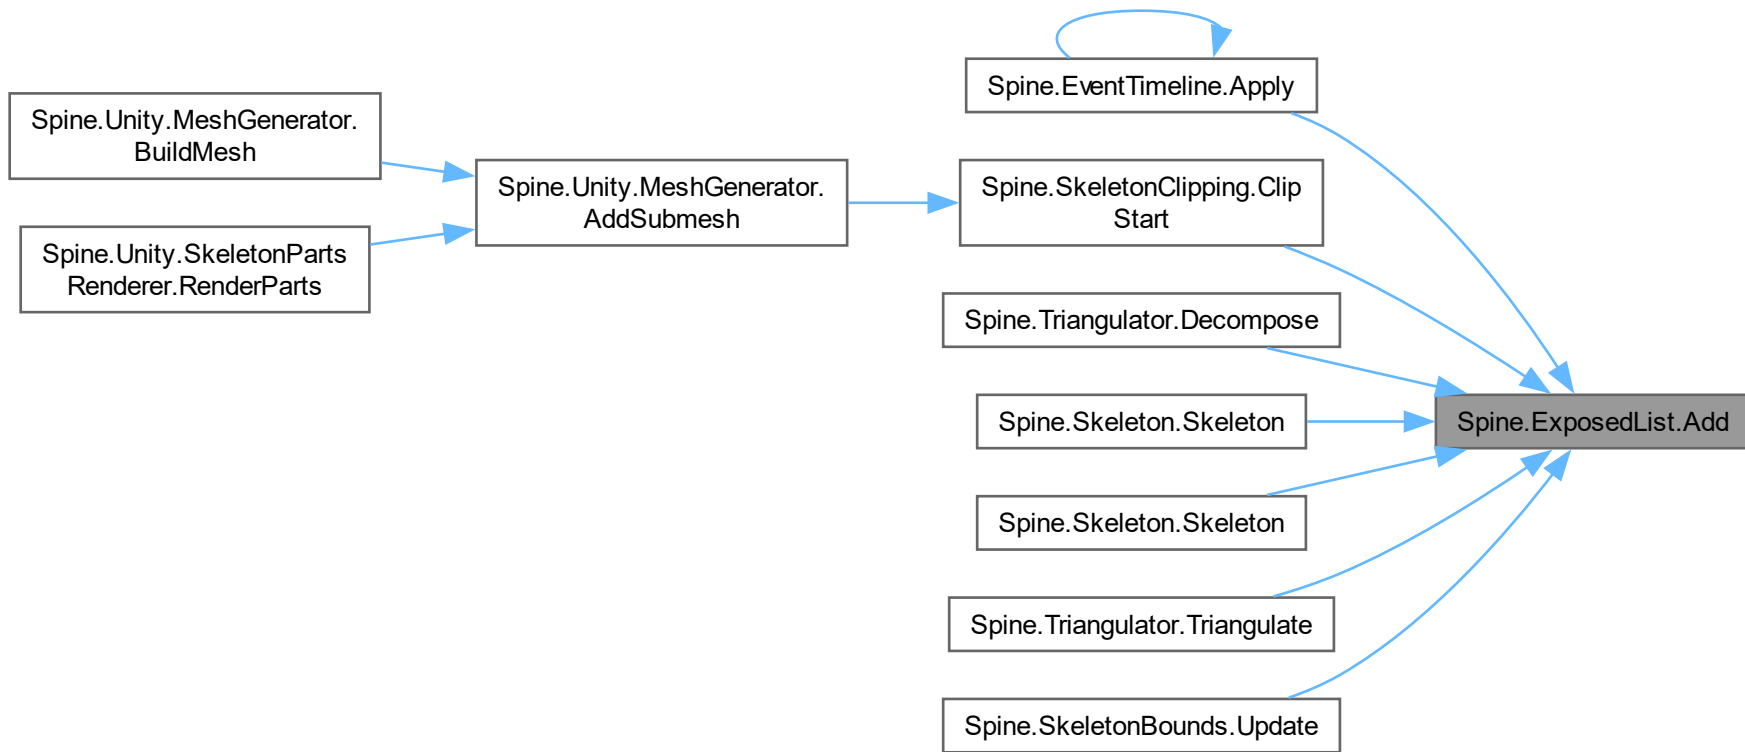 Spine.EventTimeline.Apply
Spine.Unity.MeshGenerator.
BuildMesh
Spine.Unity.MeshGenerator.
AddSubmesh
Spine.SkeletonClipping.Clip
Start
Spine.Unity.SkeletonParts
Renderer.RenderParts
Spine.Triangulator.Decompose
Spine.Skeleton.Skeleton
Spine.ExposedList.Add
Spine.Skeleton.Skeleton
Spine.Triangulator.Triangulate
Spine.SkeletonBounds.Update